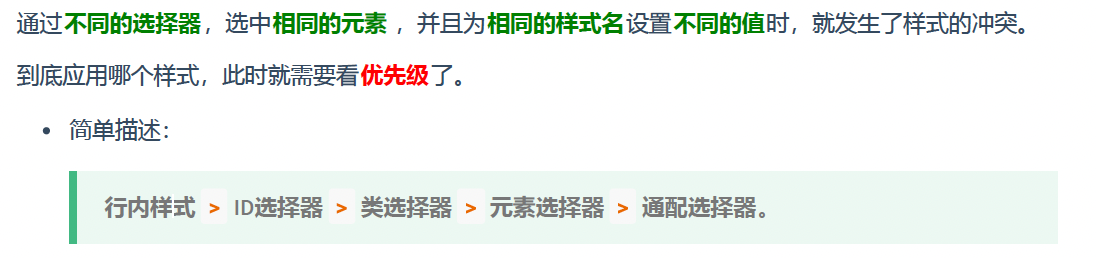 通过不同的选择器，选中相同的元素 ，并且为相同的样式名设置不同的值时，就发生了样式的冲突。
到底应用哪个样式，此时就需要看优先级了。
• 简单描述：
行内样式 > ID选择器 > 类选择器 > 元素选择器 > 通配选择器。